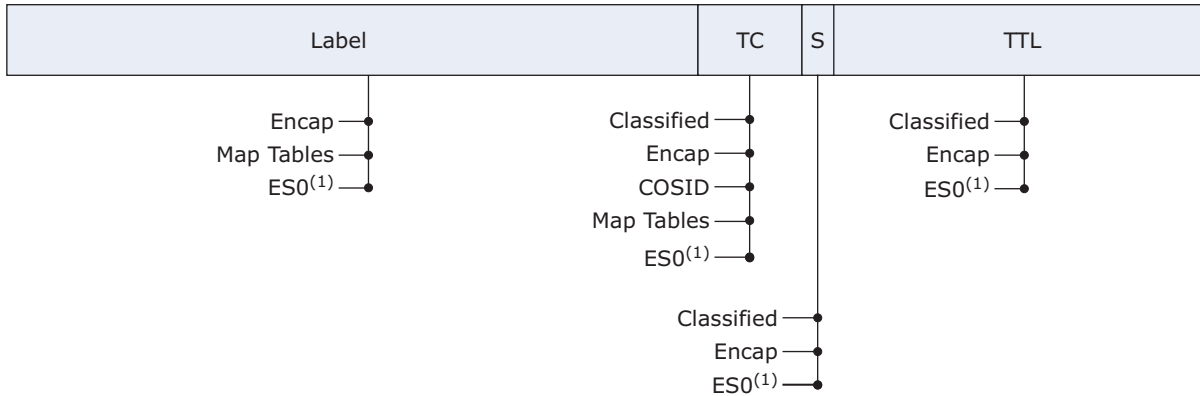 Label TC S TTL
Encap
Map Tables
ES0(1)
Classified
Encap
COSID
Map Tables
ES0(1)
Classified
Encap
ES0(1)
Classified
Encap
ES0(1)